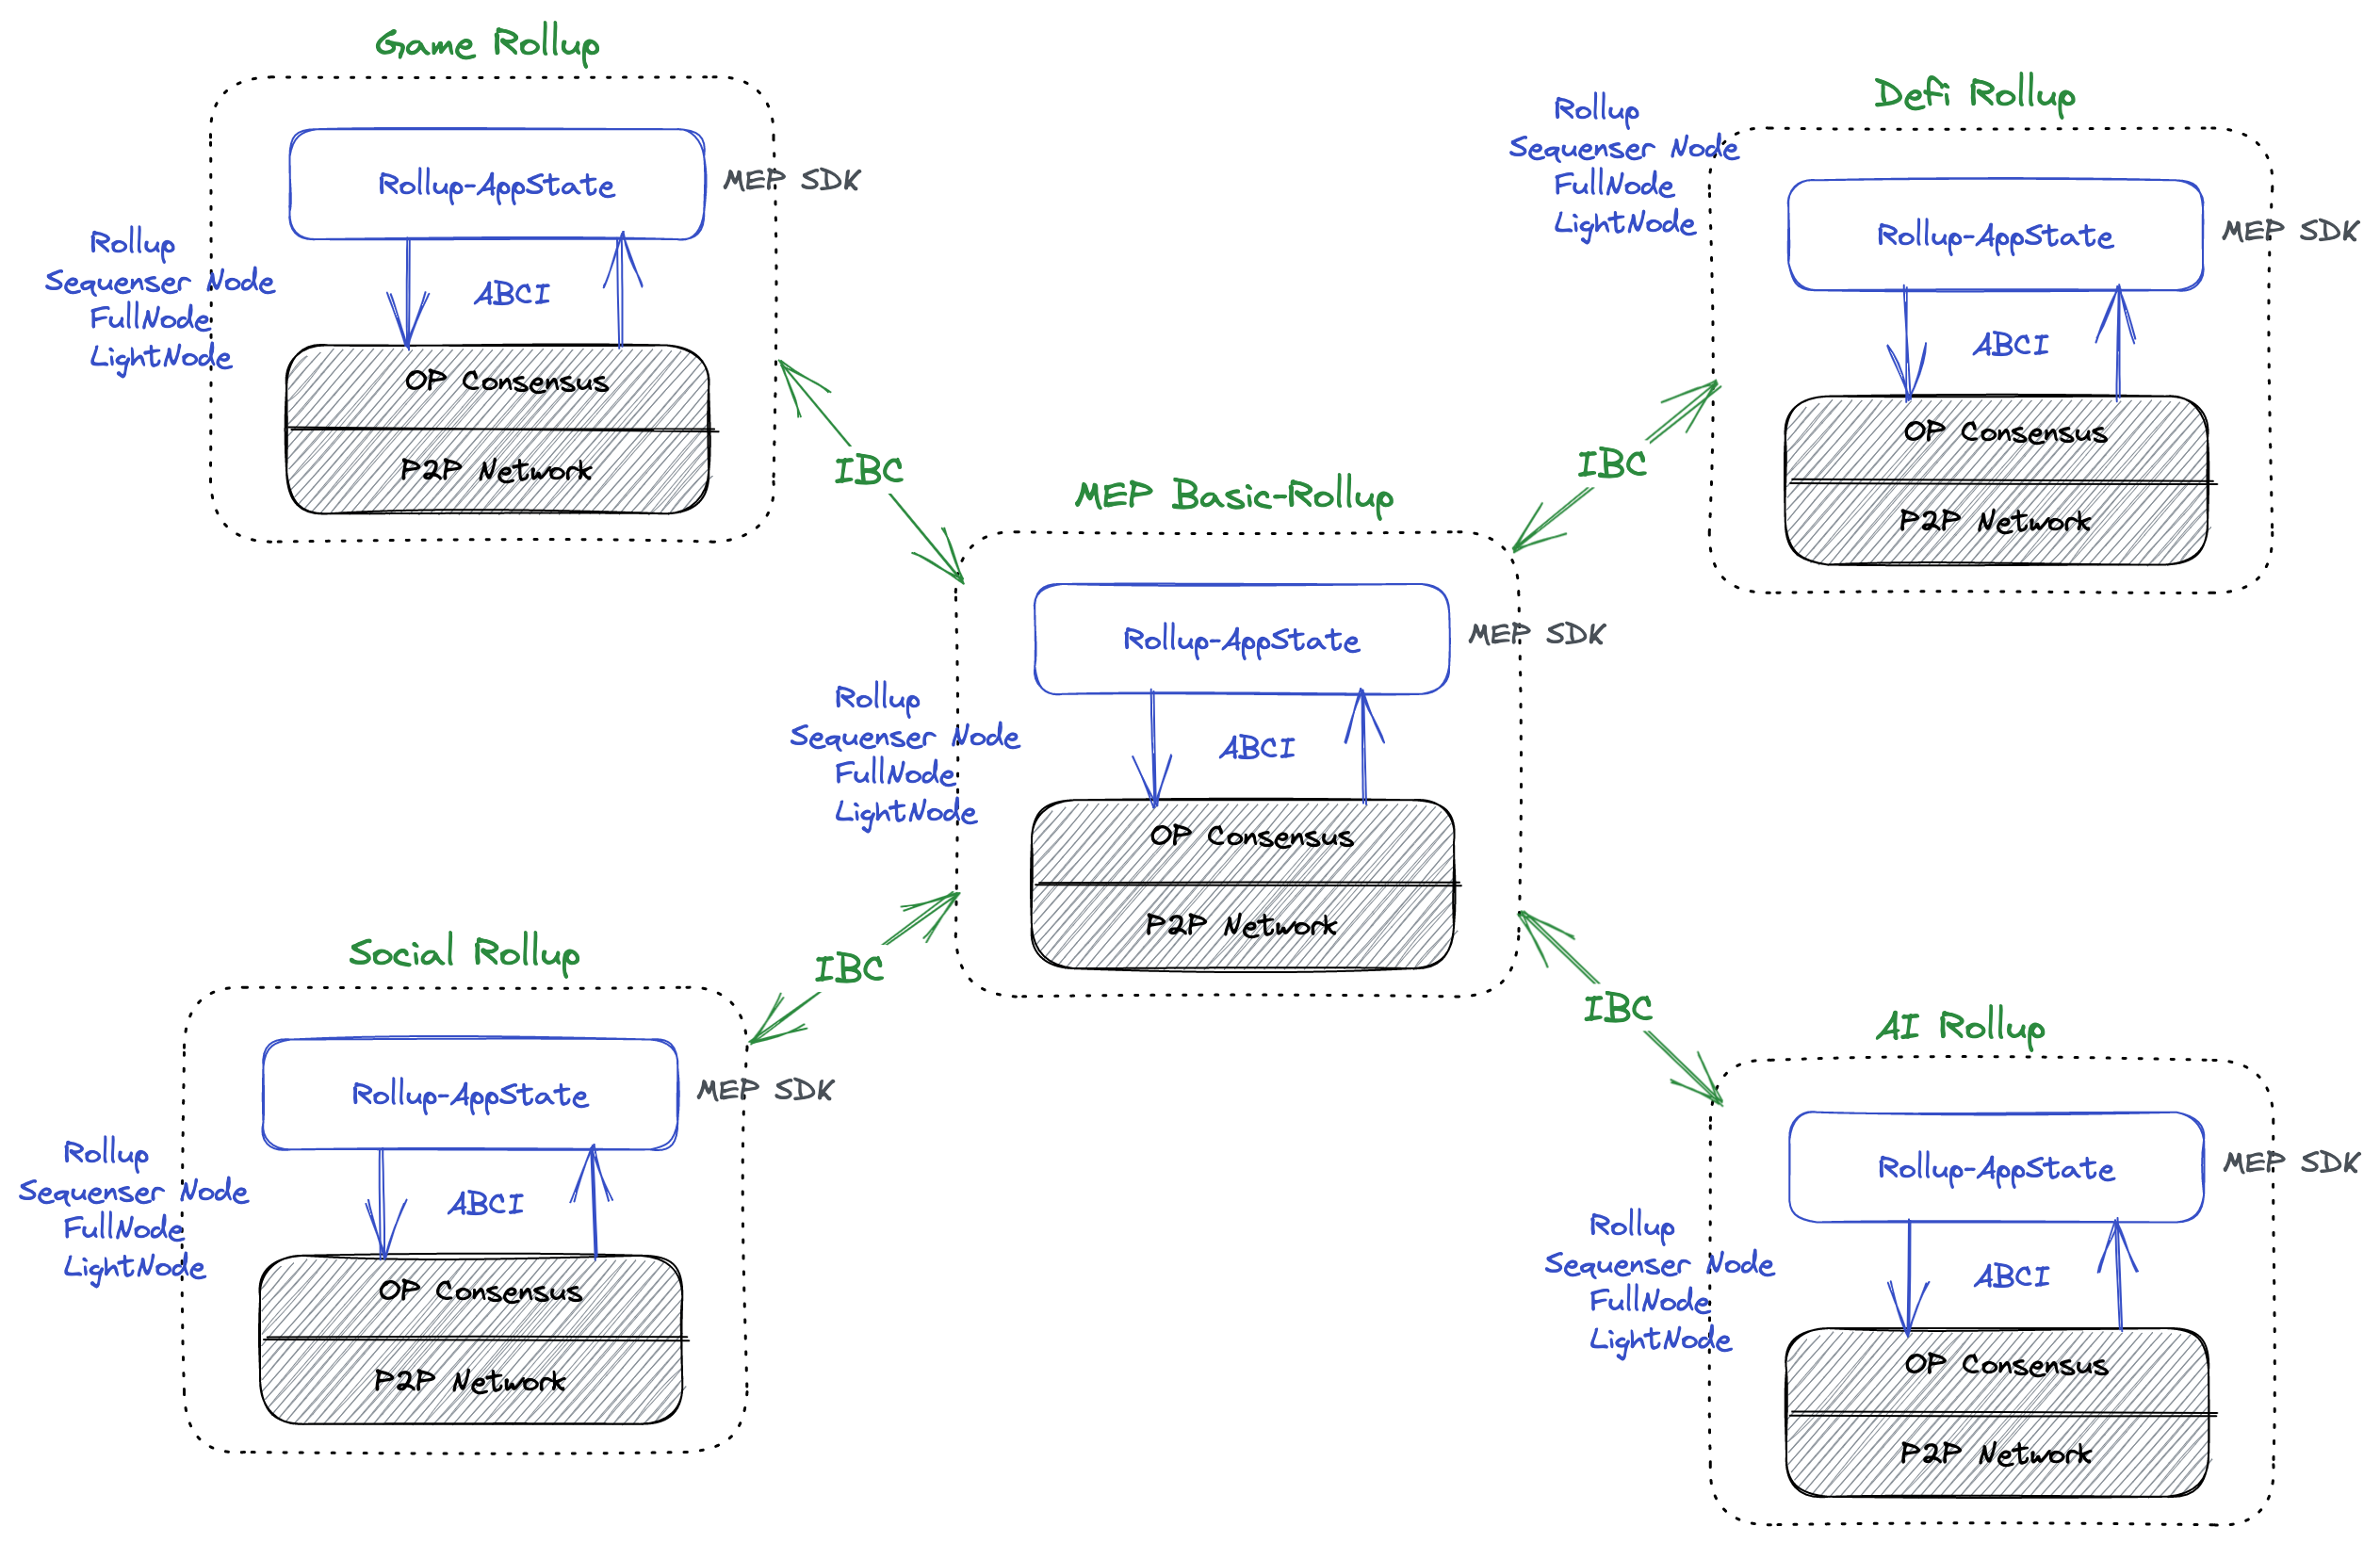 Game Rollup
Rollup-AppState
MEP SDK
Rollup
Sequenser Node
FullNode
LightNode
ABCI
OP Consensus
P2P Network
Defi Rollup
Rollup
Sequenser Node
FullNode
LightNode
Rollup-AppState
MEP SDK
ABCI
OP Consensus
P2P Network
IBC
IBC
MEP Basic-Rollup
Rollup-AppState
MEP SDK
Rollup
Sequenser Node
FullNode
LightNode
ABCI
OP Consensus
P2P Network
IBC
IBC
Social Rollup
Rollup-AppState
MEP SDK
Rollup
Sequenser Node
FullNode
LightNode
ABCI
OP Consensus
P2P Network
AI Rollup
Rollup-AppState
MEP SDK
Rollup
Sequenser Node
FullNode
LightNode
ABCI
OP Consensus
P2P Network